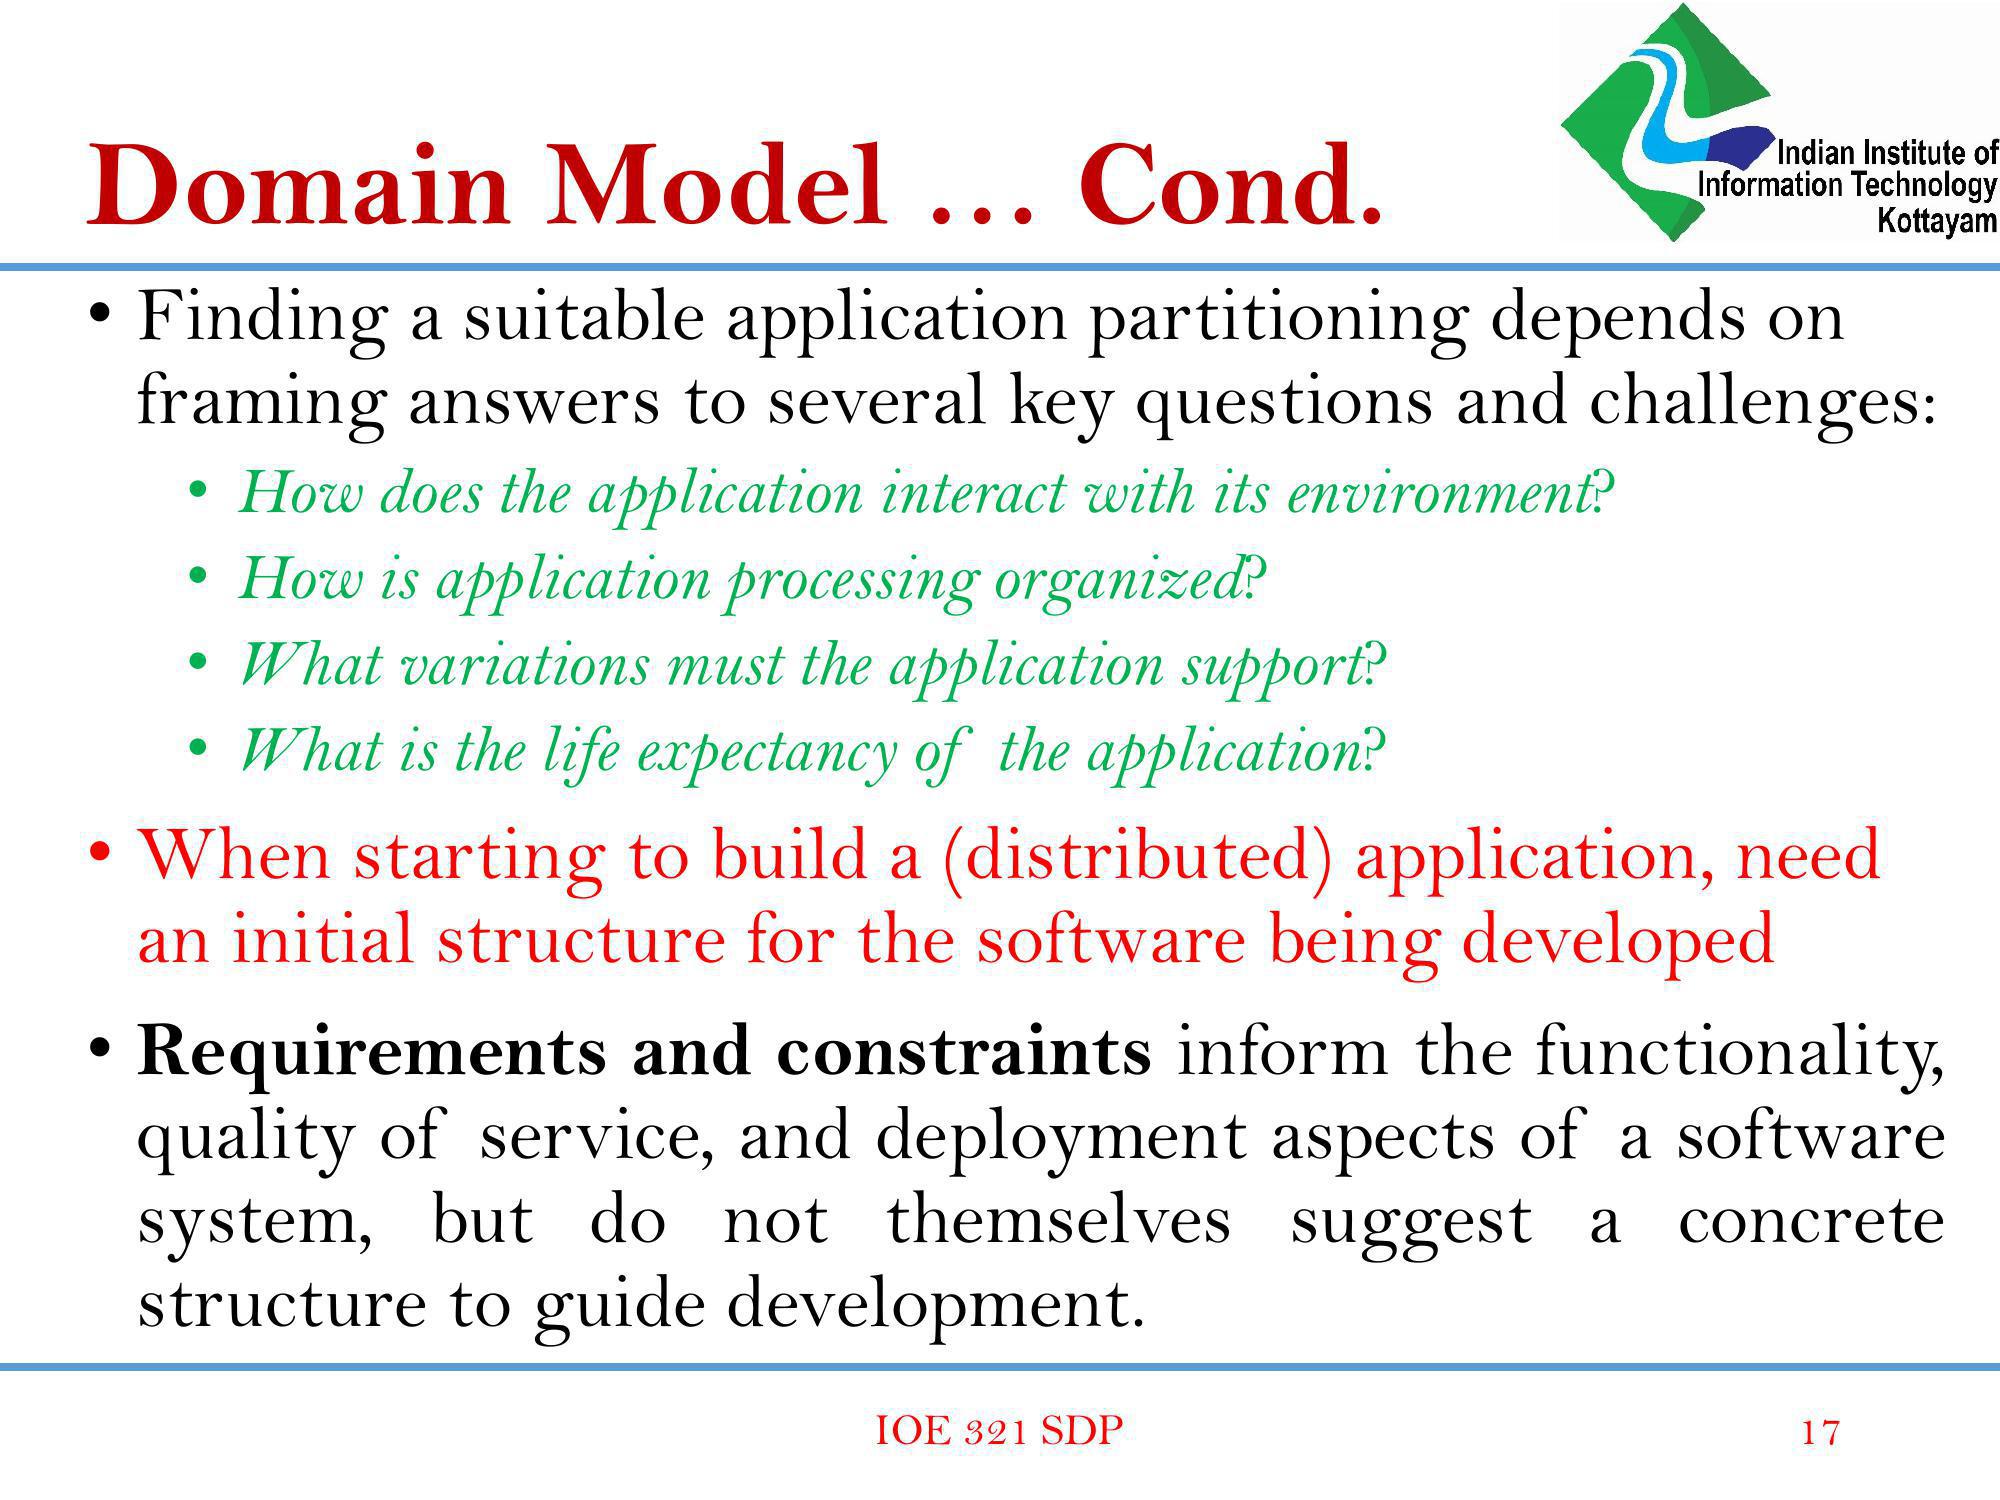 Indian Institute of
Information Technology
Kottayam
Domain Model … Cond.
• Finding a suitable application partitioning depends on
framing answers to several key questions and challenges:
• How does the application interact with its environment?
• How is application processing organized?
• What variations must the application support?
• What is the life expectancy of the application?
• When starting to build a (distributed) application, need
an initial structure for the software being developed
• Requirements and constraints inform the functionality,
quality of service, and deployment aspects of a software
system, but do not themselves suggest a concrete
structure to guide development.
IOE 321 SDP
17